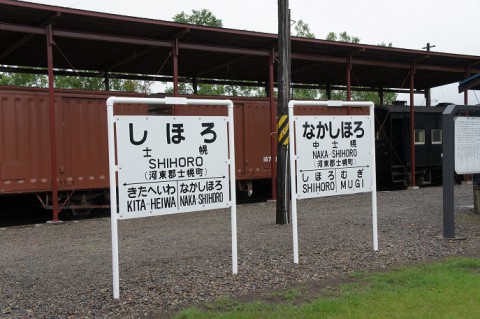 しほろ
士幌
SHIHORO
(河東郡士幌町)
きたへいわ なかしほろ
KITA-HEIWA NAKA-SHIHORO
なかしほろ
中士幌
NAKA-SHIHORO
(河東郡士幌町)
しほろ むぎ
SHIHORO MUGI